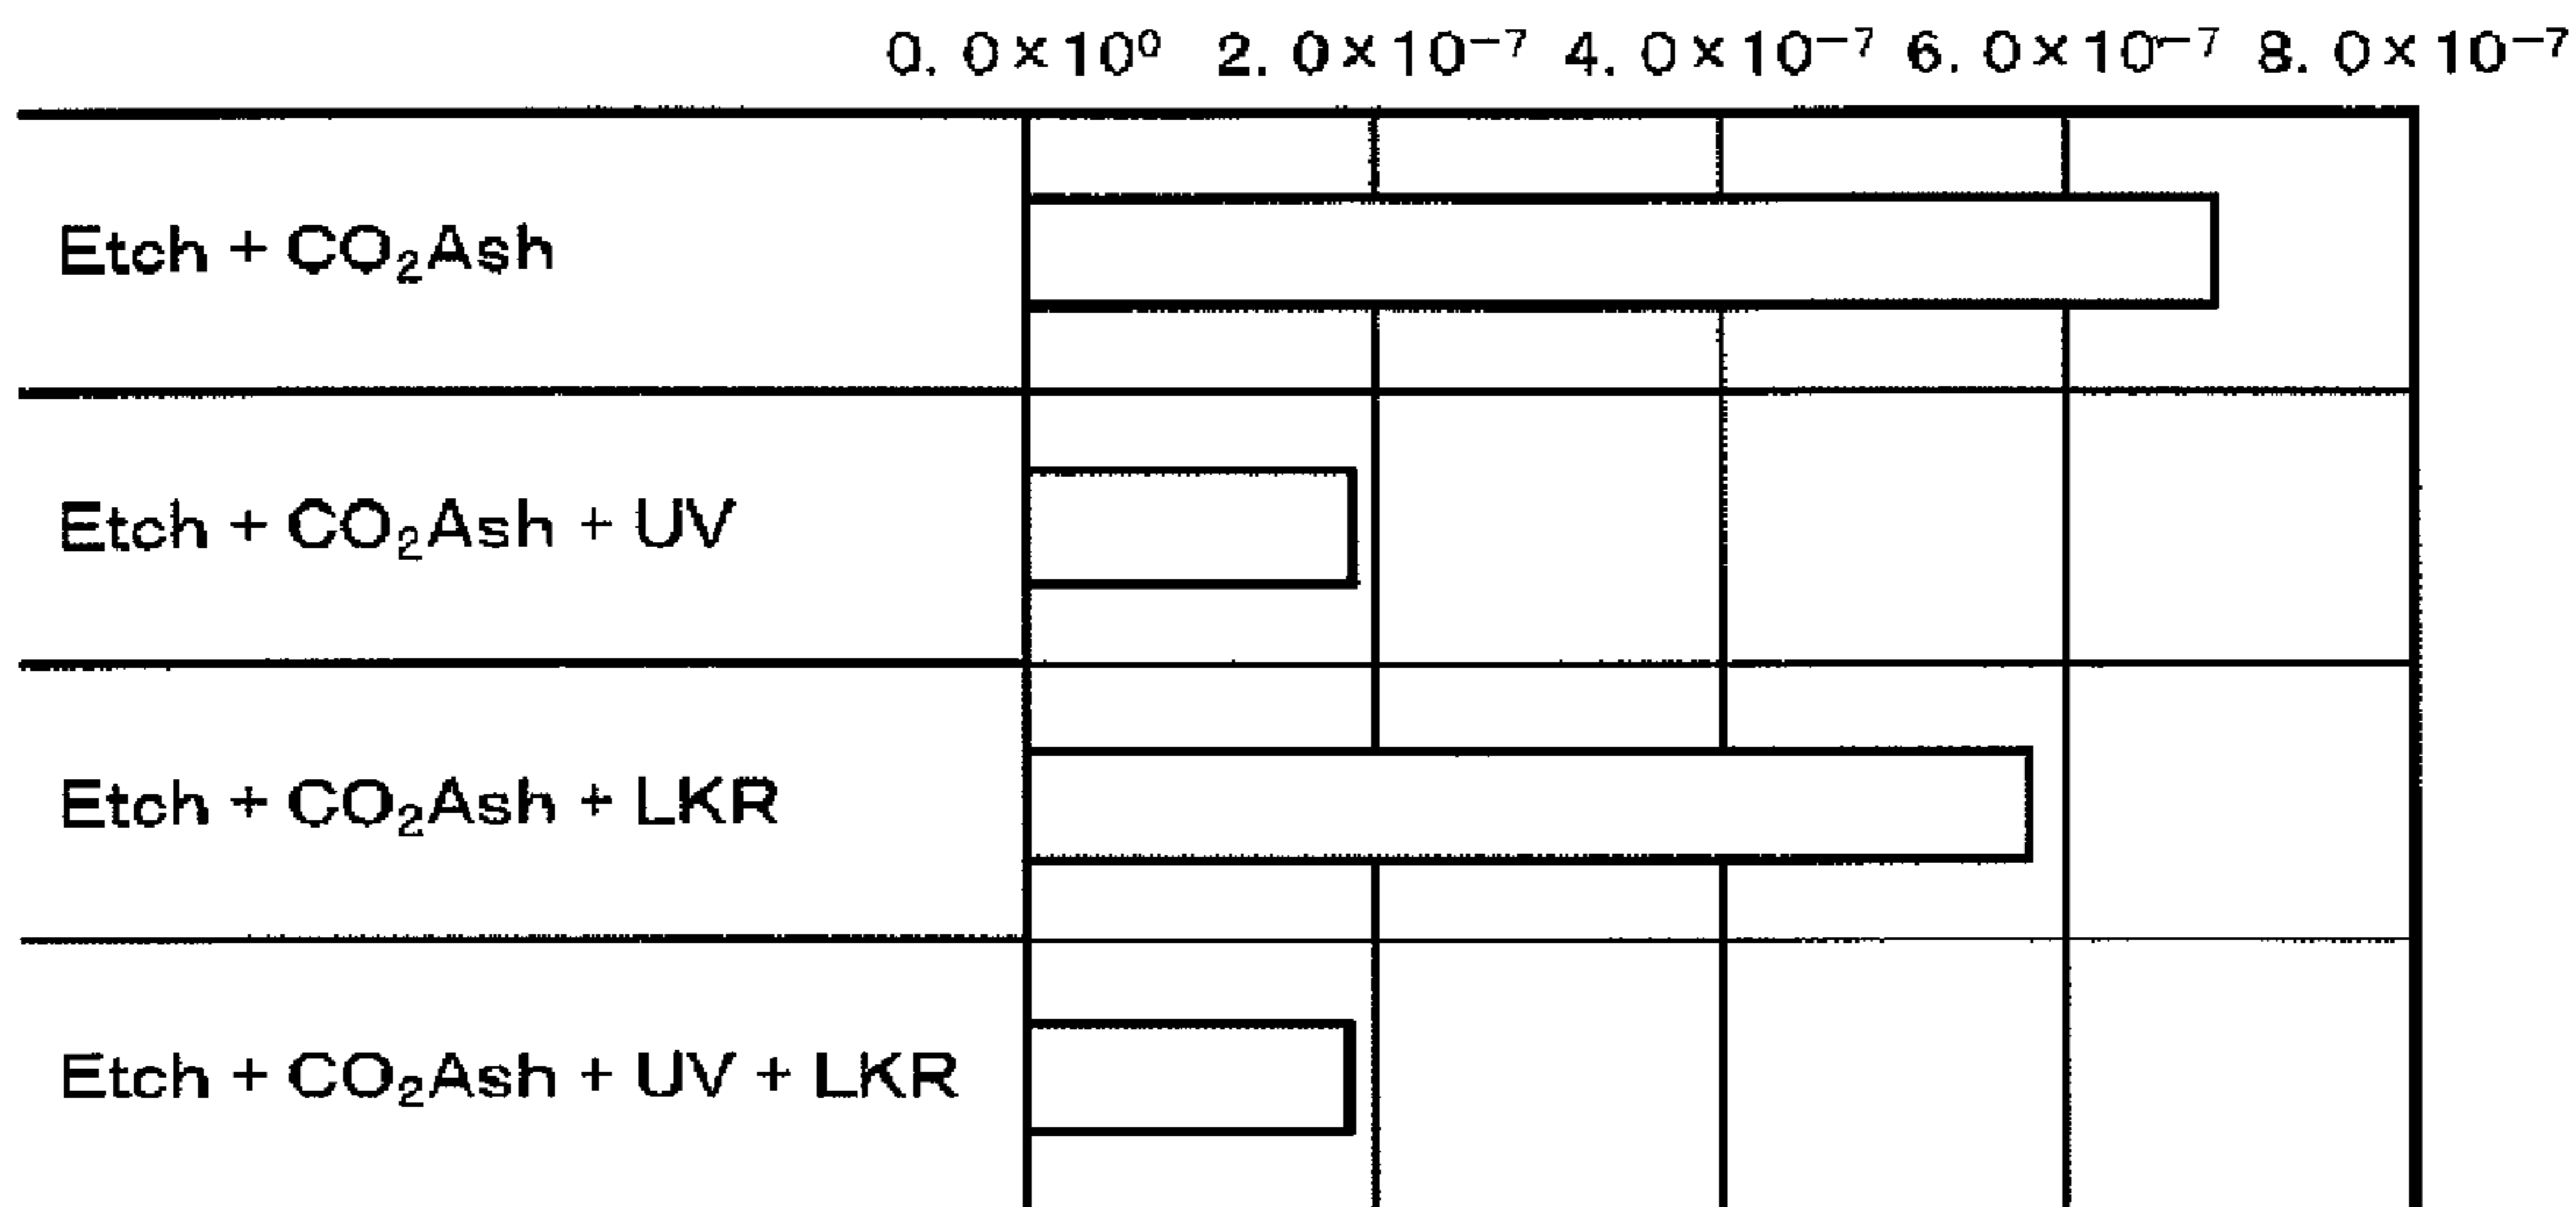 0. 0×10⁰ 2. 0×10⁻⁷ 4. 0×10⁻⁷ 6. 0×10⁻⁷ 8. 0×10⁻⁷
Etch + CO₂Ash
Etch + CO₂Ash + UV
Etch + CO₂Ash + LKR
Etch + CO₂Ash + UV + LKR